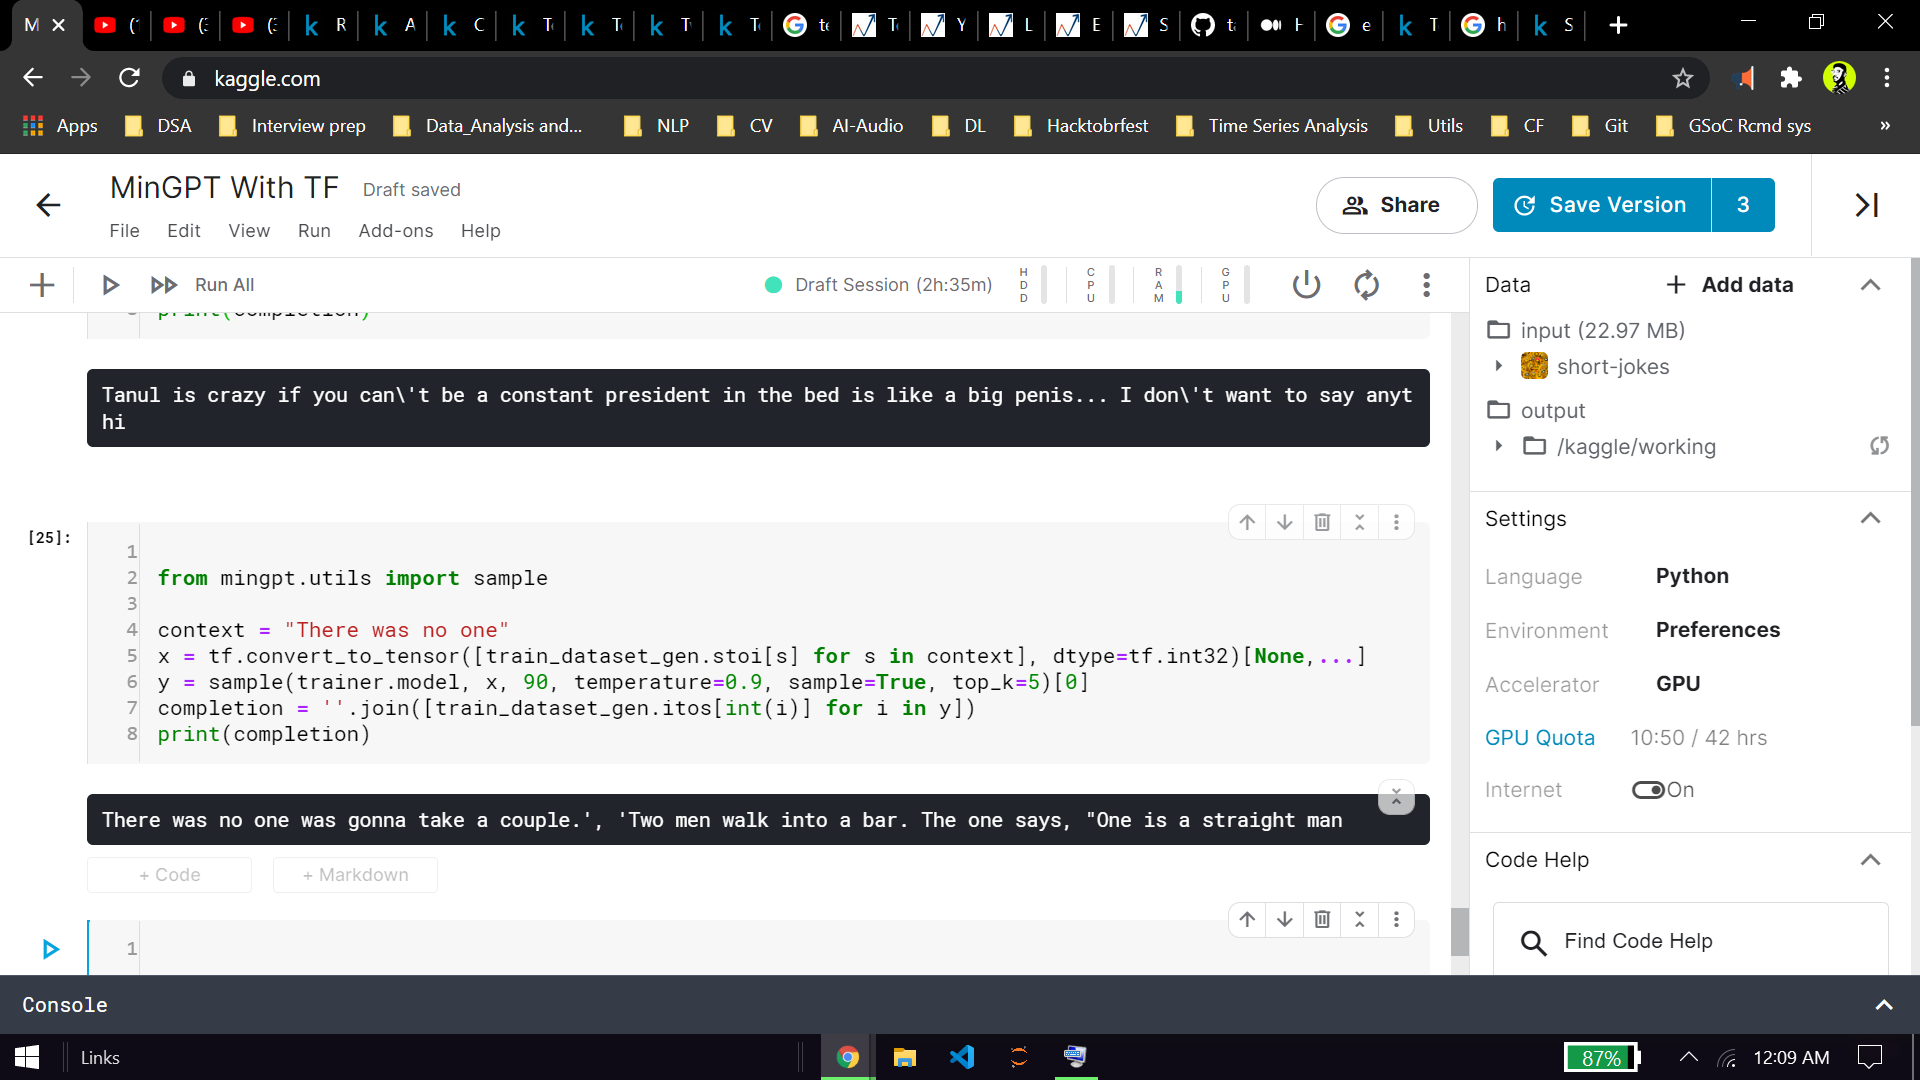 M
(1
(3
(3
R
A
C
To
To
Tv
To
te
To
Y
L
E
S
ta
H
e
T
h
S
kaggle.com
Apps
DSA
Interview prep
Data_Analysis and...
NLP
CV
AI-Audio
DL
Hacktobrfest
Time Series Analysis
Utils
CF
Git
GSoC Rcmd sys
»
MinGPT With TF
Draft saved
File Edit View Run Add-ons Help
Share
Save Version
3
Run All
Draft Session (2h:35m)
HDD
CPU
RAM
GPU
print(completion)
Tanul is crazy if you can\'t be a constant president in the bed is like a big penis... I don\'t want to say anyt
hi
[25]:
1
2 from mingpt.utils import sample
3
4 context = "There was no one"
5 x = tf.convert_to_tensor([train_dataset_gen.stoi[s] for s in context], dtype=tf.int32)[None,...]
6 y = sample(trainer.model, x, 90, temperature=0.9, sample=True, top_k=5)[0]
7 completion = ''.join([train_dataset_gen.itos[int(i)] for i in y])
8 print(completion)
There was no one was gonna take a couple.', 'Two men walk into a bar. The one says, "One is a straight man
+ Code
+ Markdown
1
Data
+ Add data
input (22.97 MB)
short-jokes
output
/kaggle/working
Settings
Language Python
Environment Preferences
Accelerator GPU
GPU Quota 10:50 / 42 hrs
Internet On
Code Help
Find Code Help
Console
Links
87%
12:09 AM